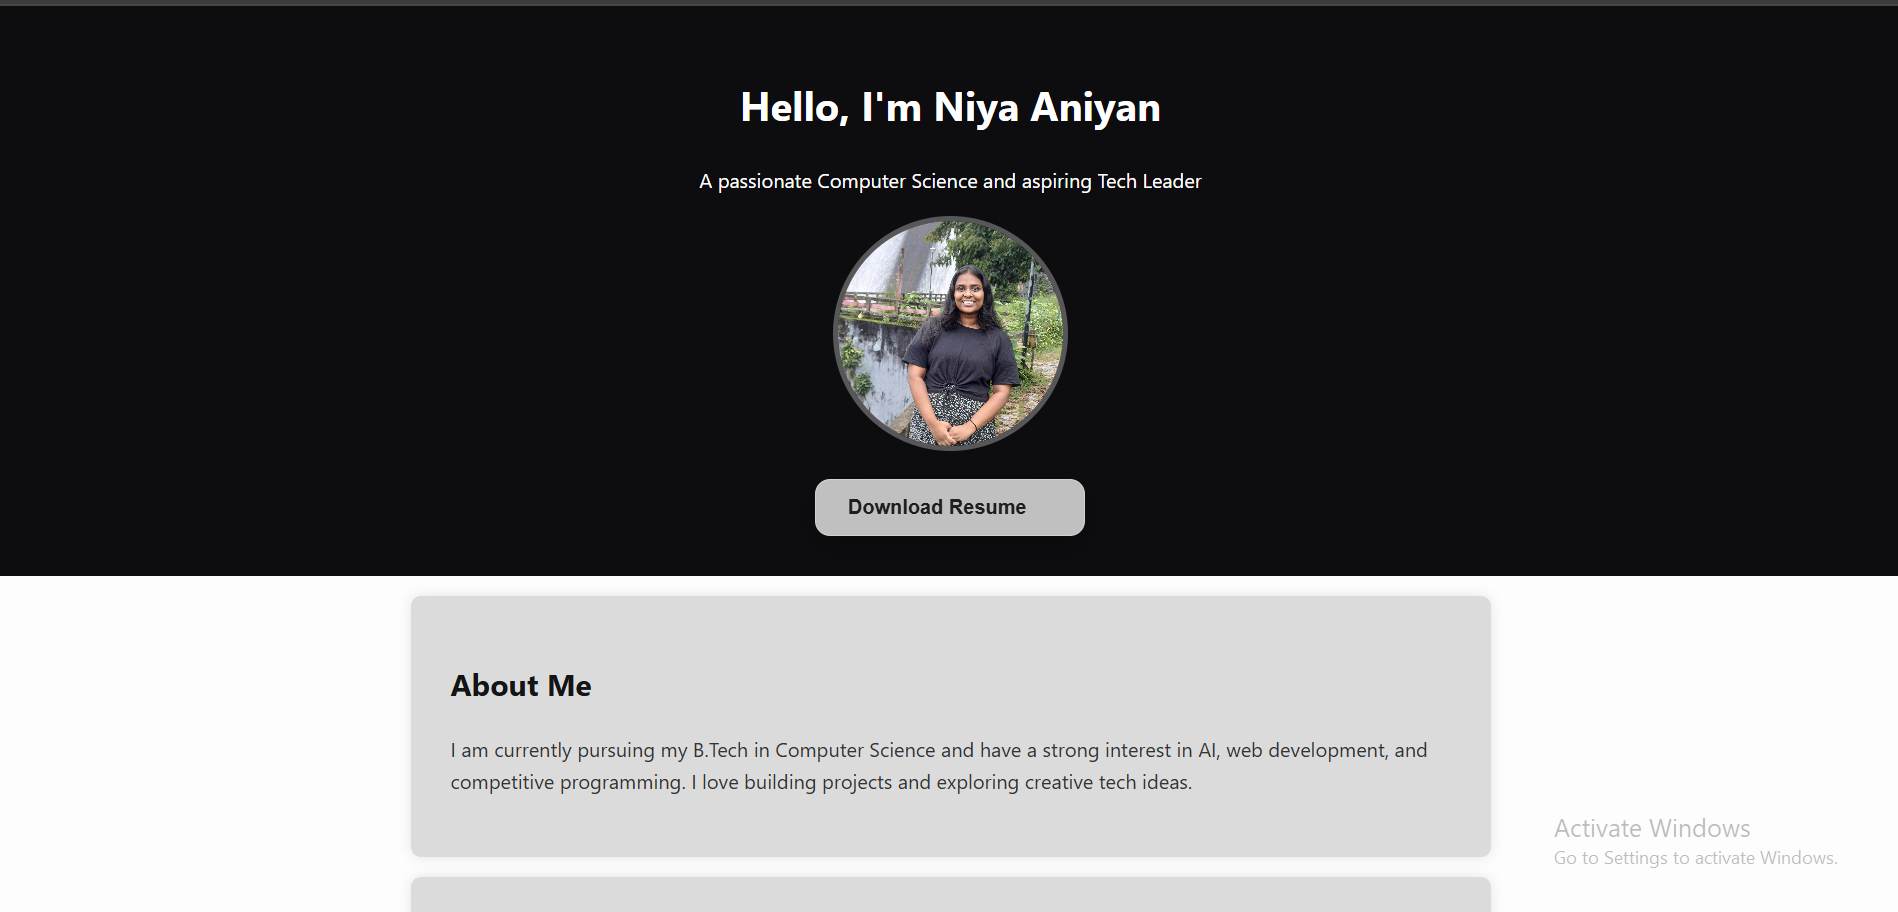 Hello, I'm Niya Aniyan
A passionate Computer Science and aspiring Tech Leader
Download Resume
About Me
I am currently pursuing my B.Tech in Computer Science and have a strong interest in AI, web development, and
competitive programming. I love building projects and exploring creative tech ideas.
Activate Windows
Go to Settings to activate Windows.